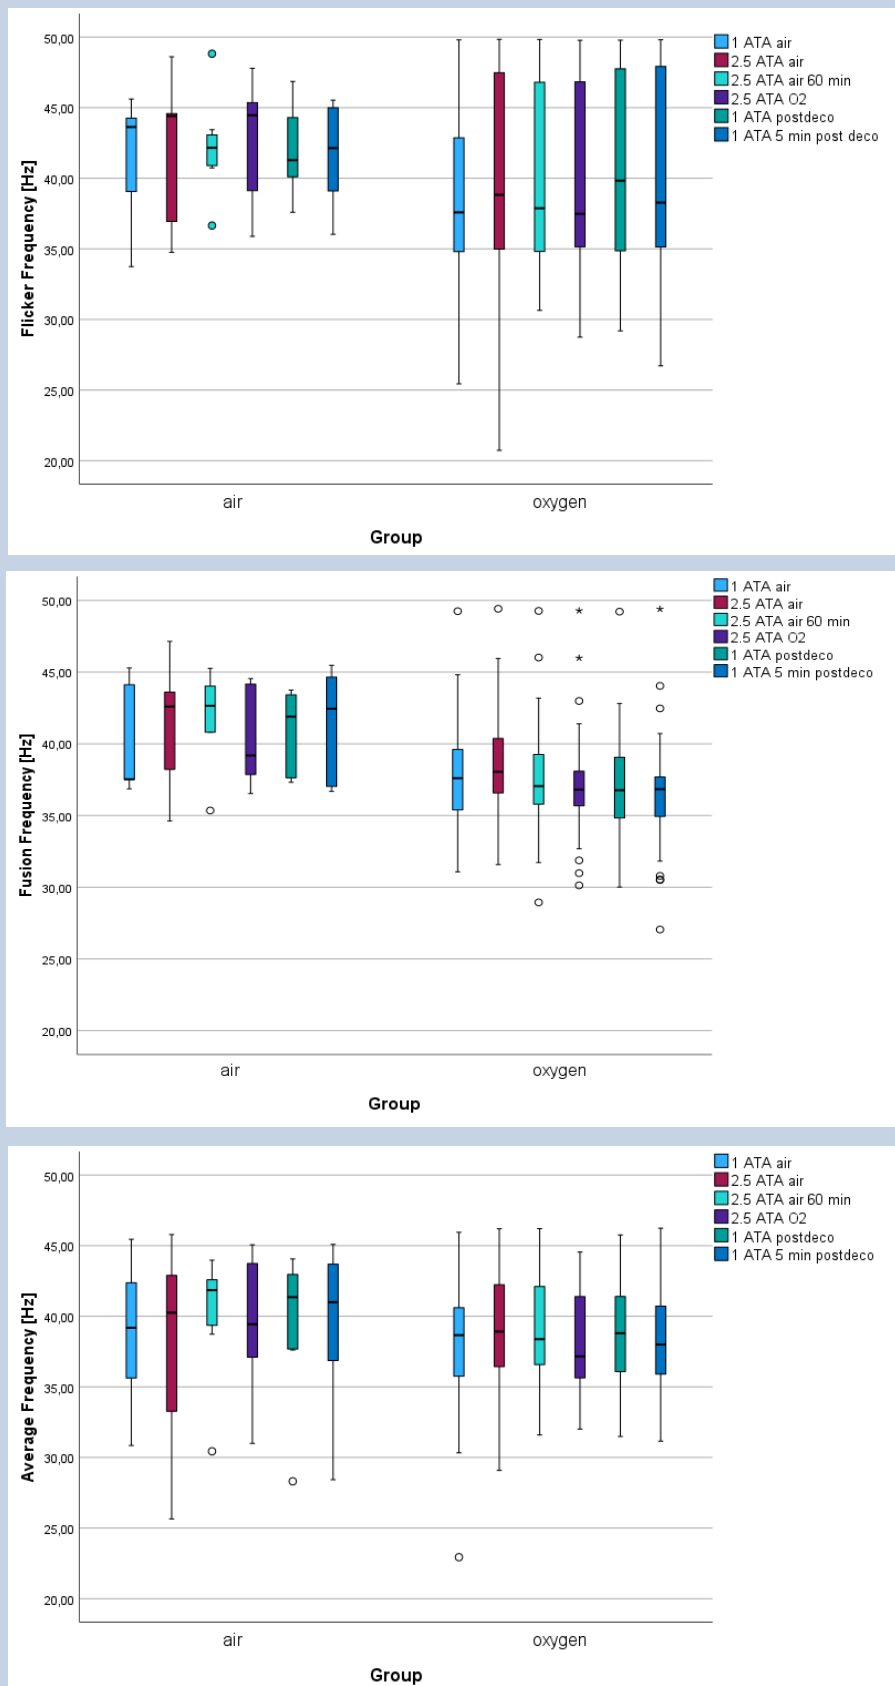 50,00
45,00
40,00
35,00
30,00
25,00
20,00
Flicker Frequency [Hz]
air
oxygen
Group
1 ATA air
2.5 ATA air
2.5 ATA air 60 min
2.5 ATA O2
1 ATA postdeco
1 ATA 5 min post deco
50,00
45,00
40,00
35,00
30,00
25,00
20,00
Fusion Frequency [Hz]
air
oxygen
Group
1 ATA air
2.5 ATA air
2.5 ATA air 60 min
2.5 ATA O2
1 ATA postdeco
1 ATA 5 min postdeco
50,00
45,00
40,00
35,00
30,00
25,00
20,00
Average Frequency [Hz]
air
oxygen
Group
1 ATA air
2.5 ATA air
2.5 ATA air 60 min
2.5 ATA O2
1 ATA postdeco
1 ATA 5 min postdeco